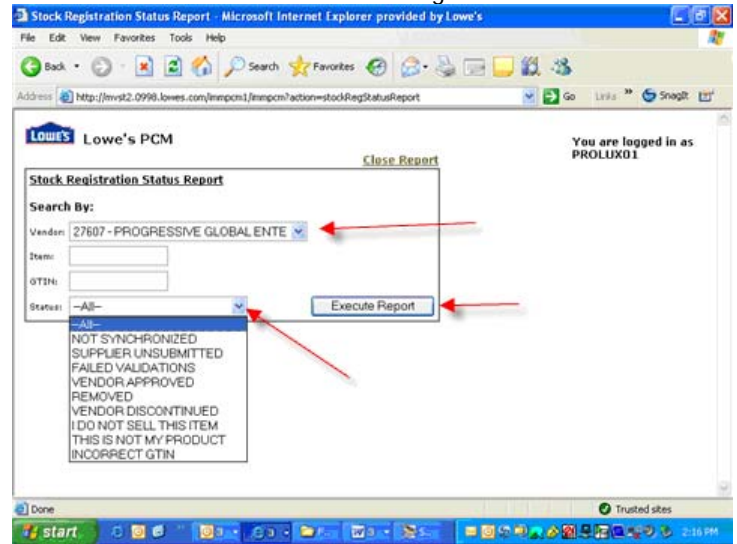 Stock Registration Status Report - Microsoft Internet Explorer provided by Lowe's
File Edit View Favorites Tools Help
Back Search Favorites
Address http://mvst2.0998.lowes.com/immpcm1/immpcm?action=stockRegStatusReport Go Links » SnagIt
LOWE'S Lowe's PCM
You are logged in as
PROLUX01
Close Report
Stock Registration Status Report
Search By:
Vendor: 27607 - PROGRESSIVE GLOBAL ENTE
Item:
GTIN:
Status: --All-- Execute Report
--All--
NOT SYNCHRONIZED
SUPPLIER UNSUBMITTED
FAILED VALIDATIONS
VENDOR APPROVED
REMOVED
VENDOR DISCONTINUED
I DO NOT SELL THIS ITEM
THIS IS NOT MY PRODUCT
INCORRECT GTIN
Done Trusted sites
start 2:16 PM